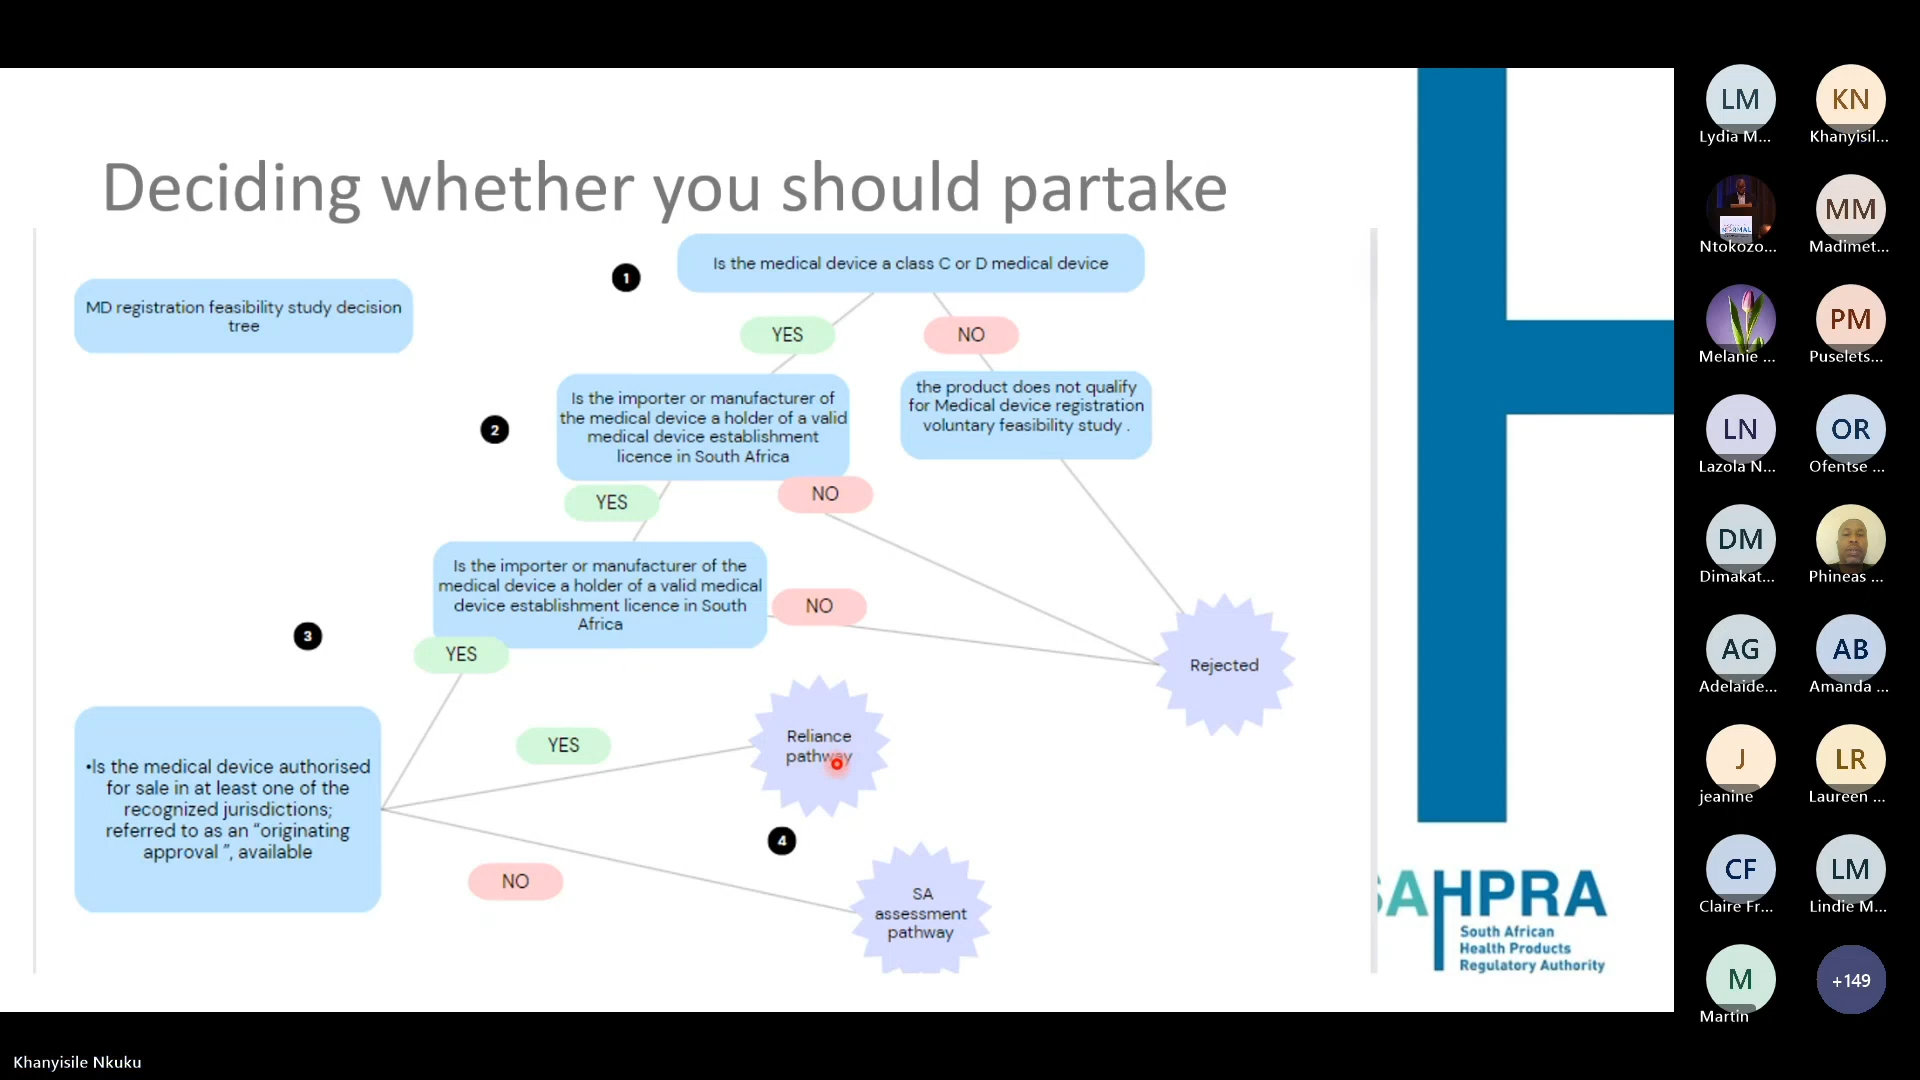 Deciding whether you should partake
MD registration feasibility study decision
tree
1
Is the medical device a class C or D medical device
YES
NO
2
Is the importer or manufacturer of
the medical device a holder of a valid
medical device establishment
licence in South Africa
the product does not qualify
for Medical device registration
voluntary feasibility study .
YES
NO
Is the importer or manufacturer of the
medical device a holder of a valid medical
device establishment licence in South
Africa
NO
3
YES
Rejected
•Is the medical device authorised
for sale in at least one of the
recognized jurisdictions;
referred to as an “originating
approval ”, available
YES
Reliance
pathway
4
NO
SA
assessment
pathway
SAHPRA
South African
Health Products
Regulatory Authority
LM
Lydia M...
KN
Khanyisil...
Ntokozo...
MM
Madimet...
Melanie ...
PM
Puselets...
LN
Lazola N...
OR
Ofentse ...
DM
Dimakat...
Phineas ...
AG
Adelaide...
AB
Amanda ...
J
jeanine
LR
Laureen ...
CF
Claire Fr...
LM
Lindie M...
M
Martin
+149
Khanyisile Nkuku